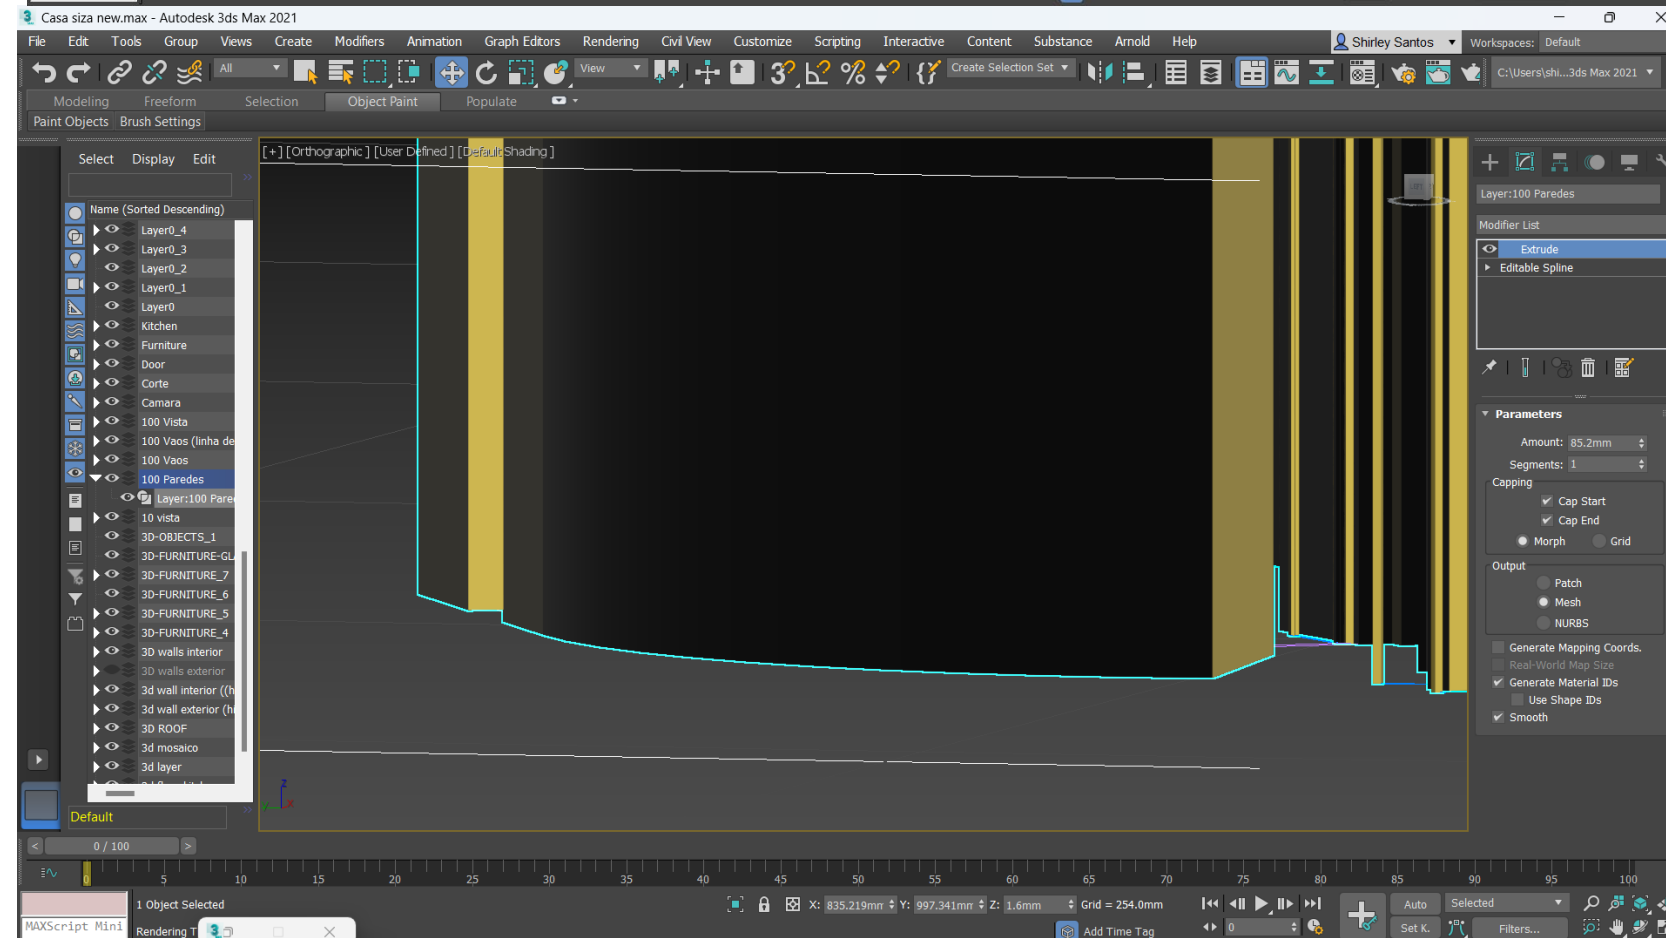 Casa siza new.max - Autodesk 3ds Max 2021
File Edit Tools Group Views Create Modifiers Animation Graph Editors Rendering Civil View Customize Scripting Interactive Content Substance Arnold Help Shirley Santos Workspaces: Default
All View Create Selection Set C:\Users\shi...3ds Max 2021
Modeling Freeform Selection Object Paint Populate
Paint Objects Brush Settings
Select Display Edit
[+] [Orthographic ] [User Defined ] [Default Shading ]
Name (Sorted Descending)
Layer0_4
Layer0_3
Layer0_2
Layer0_1
Layer0
Kitchen
Furniture
Door
Corte
Camara
100 Vista
100 Vaos (linha de
100 Vaos
100 Paredes
Layer:100 Pare
10 vista
3D-OBJECTS_1
3D-FURNITURE-GL
3D-FURNITURE_7
3D-FURNITURE_6
3D-FURNITURE_5
3D-FURNITURE_4
3D walls interior
3D walls exterior
3d wall interior ((h
3d wall exterior (h
3D ROOF
3d mosaico
3d layer
Default
z
x
Layer:100 Paredes
Modifier List
Extrude
Editable Spline
Parameters
Amount: 85.2mm
Segments: 1
Capping
Cap Start
Cap End
Morph Grid
Output
Patch
Mesh
NURBS
Generate Mapping Coords.
Real-World Map Size
Generate Material IDs
Use Shape IDs
Smooth
< 0 / 100 >
0 5 10 15 20 25 30 35 40 45 50 55 60 65 70 75 80 85 90 95 100
1 Object Selected X: 835.219mm Y: 997.341mm Z: 1.6mm Grid = 254.0mm Auto Selected
MAXScript Mini Rendering T Add Time Tag 0 Set K. Filters...